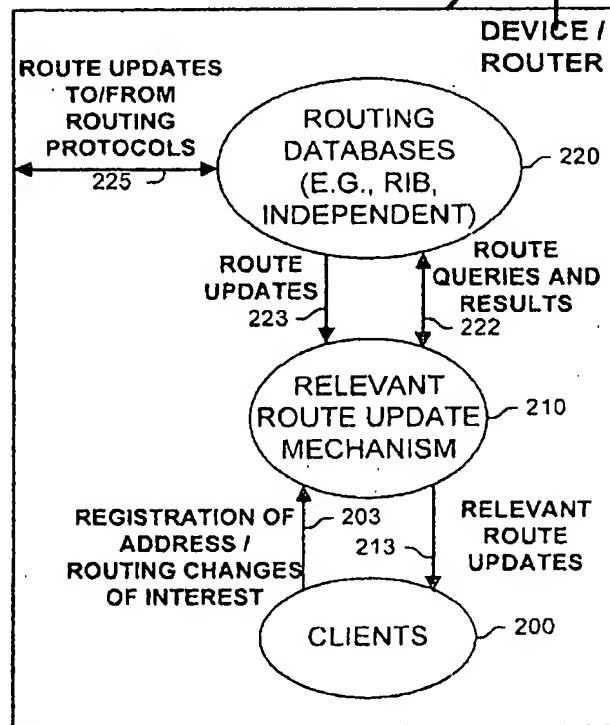 DEVICE /
ROUTER
ROUTE UPDATES
TO/FROM
ROUTING
PROTOCOLS
225
ROUTING
DATABASES
(E.G., RIB,
INDEPENDENT)
220
ROUTE
UPDATES
223
ROUTE
QUERIES AND
RESULTS
222
RELEVANT
ROUTE UPDATE
MECHANISM
210
REGISTRATION OF
ADDRESS /
ROUTING CHANGES
OF INTEREST
203
213
RELEVANT
ROUTE
UPDATES
CLIENTS
200